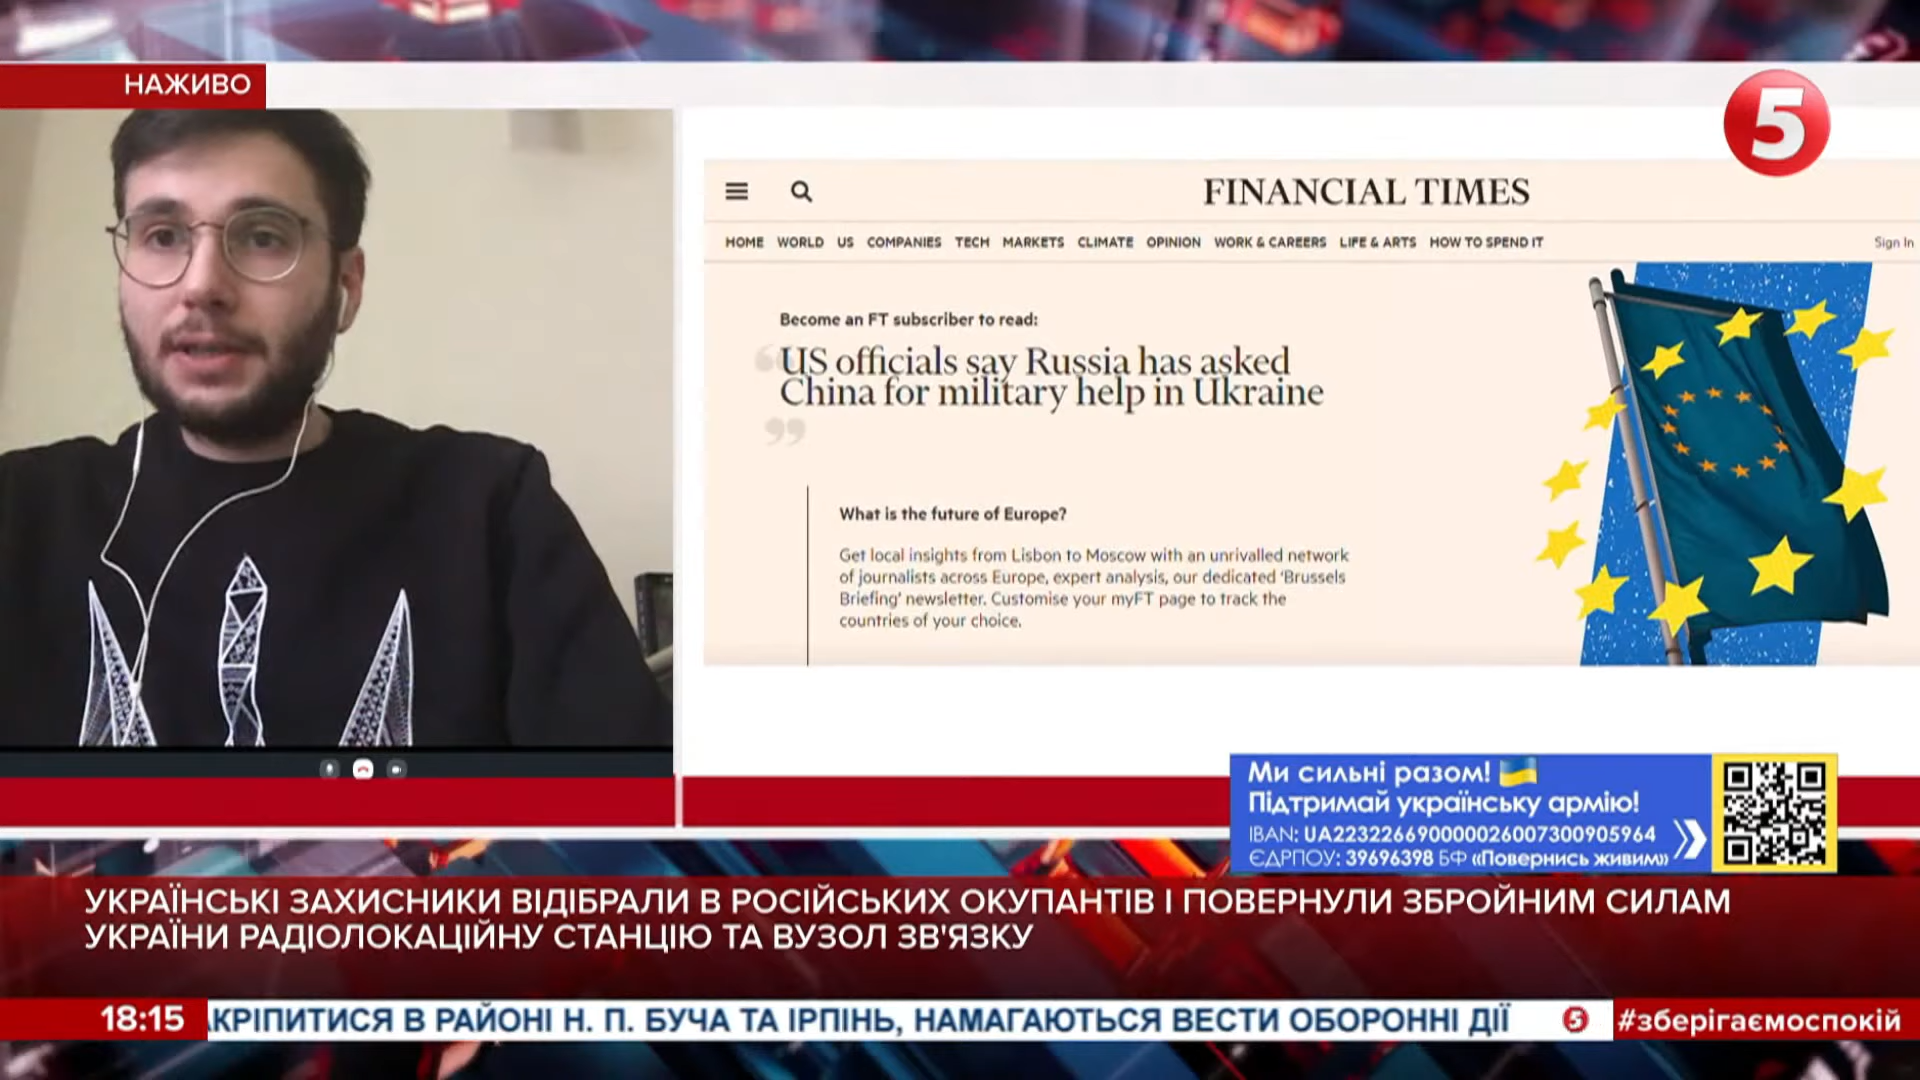 НАЖИВО
5
FINANCIAL TIMES
HOME WORLD US COMPANIES TECH MARKETS CLIMATE OPINION WORK & CAREERS LIFE & ARTS HOW TO SPEND IT Sign In
Become an FT subscriber to read:
“US officials say Russia has asked
China for military help in Ukraine
”
What is the future of Europe?
Get local insights from Lisbon to Moscow with an unrivalled network
of journalists across Europe, expert analysis, our dedicated ‘Brussels
Briefing’ newsletter. Customise your myFT page to track the
countries of your choice.
Ми сильні разом!
Підтримай українську армію!
IBAN: UA223226690000026007300905964
ЄДРПОУ: 39696398 БФ «Повернись живим»
УКРАЇНСЬКІ ЗАХИСНИКИ ВІДІБРАЛИ В РОСІЙСЬКИХ ОКУПАНТІВ І ПОВЕРНУЛИ ЗБРОЙНИМ СИЛАМ
УКРАЇНИ РАДІОЛОКАЦІЙНУ СТАНЦІЮ ТА ВУЗОЛ ЗВ'ЯЗКУ
18:15 АКРІПИТИСЯ В РАЙОНІ Н. П. БУЧА ТА ІРПІНЬ, НАМАГАЮТЬСЯ ВЕСТИ ОБОРОННІ ДІЇ 5 #зберігаємоспокій